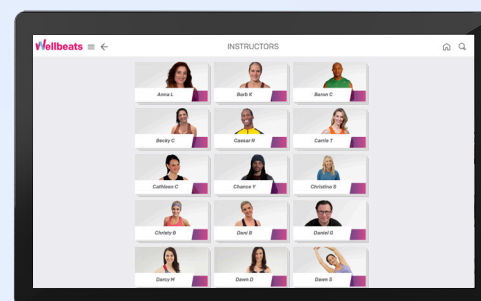 Wellbeats INSTRUCTORS
Anna L Barb K Baron C
Becky C Caesar R Carrie T
Cathleen C Chance Y Christina S
Christy B Dani B Daniel G
Darcy M Dawn D Dawn S